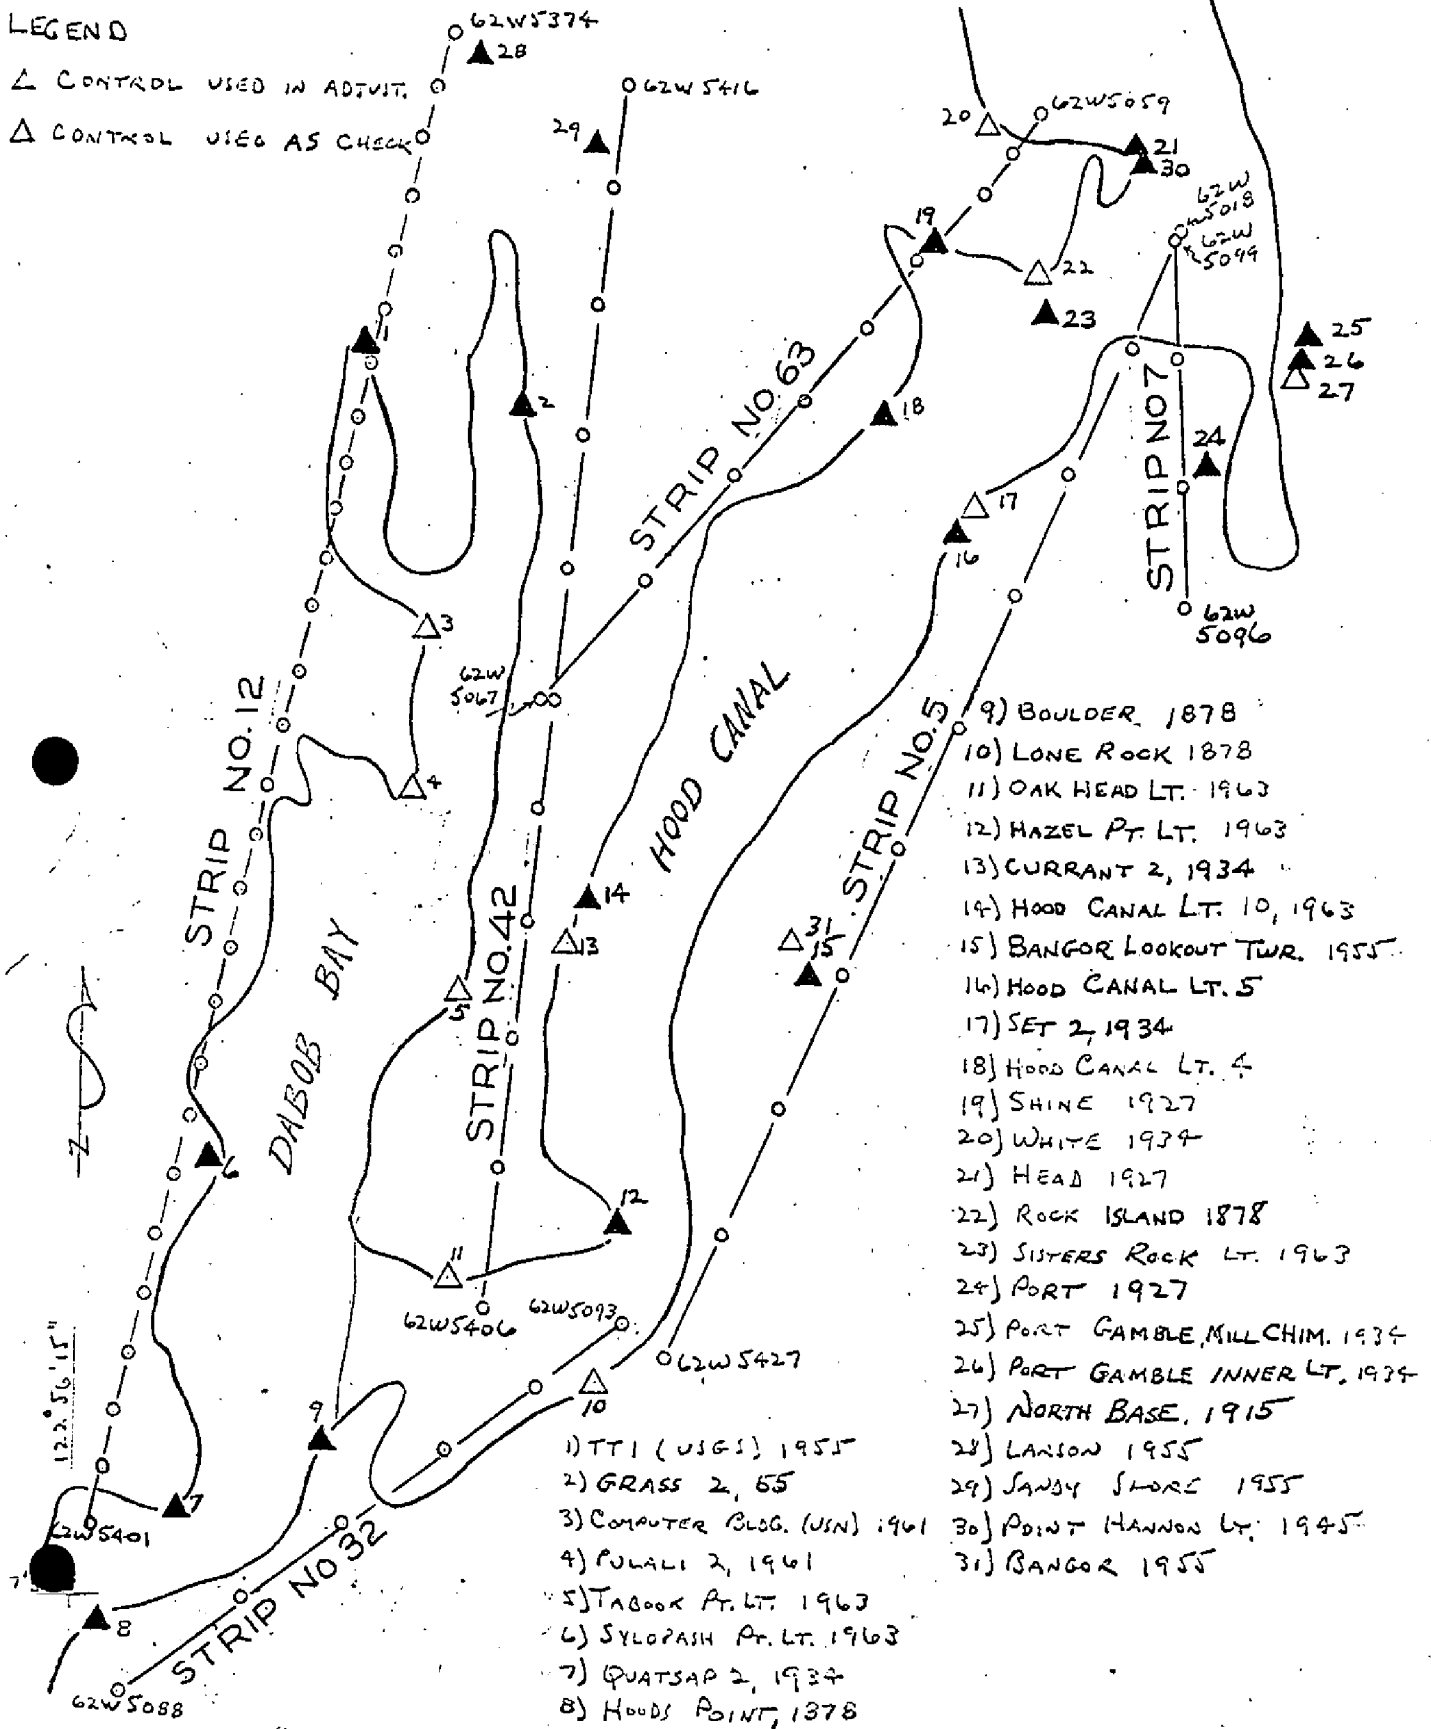 LEGEND
△ CONTROL USED IN ADJUST.
△ CONTROL USED AS CHECK
62W5374
28
62W5416
29
62W5059
20
21
30
62W
5018
62W
5099
19
22
23
25
26
27
1
2
18
24
17
16
3
4
STRIP NO. 63
STRIP NO 7
62W
5096
62W
5067
STRIP NO. 12
HOOD CANAL
STRIP NO. 5
STRIP NO. 42
DABOB BAY
14
13
5
31
15
6
12
11
62W5406
62W5093
62W5427
10
9
122° 56' 15"
7
62W5401
7'
8
STRIP NO 32
62W5088
1) TT1 (USGS) 1955
2) GRASS 2, 55
3) COMPUTER BLDG. (USN) 1961
4) PULALI 2, 1961
5) TABOOK PT. LT. 1963
6) SYLOPASH PT. LT. 1963
7) QUATSAP 2, 1934
8) HOODS POINT, 1878
9) BOULDER 1878
10) LONE ROCK 1878
11) OAK HEAD LT. 1963
12) HAZEL PT. LT. 1963
13) CURRANT 2, 1934
14) HOOD CANAL LT. 10, 1963
15) BANGOR LOOKOUT TWR. 1955
16) HOOD CANAL LT. 5
17) SET 2, 1934
18) HOOD CANAL LT. 4
19) SHINE 1927
20) WHITE 1934
21) HEAD 1927
22) ROCK ISLAND 1878
23) SISTERS ROCK LT. 1963
24) PORT 1927
25) PORT GAMBLE, MILL CHIM. 1934
26) PORT GAMBLE INNER LT. 1934
27) NORTH BASE, 1915
28) LARSON 1955
29) SANDY SHORE 1955
30) POINT HANNON LT. 1945
31) BANGOR 1955